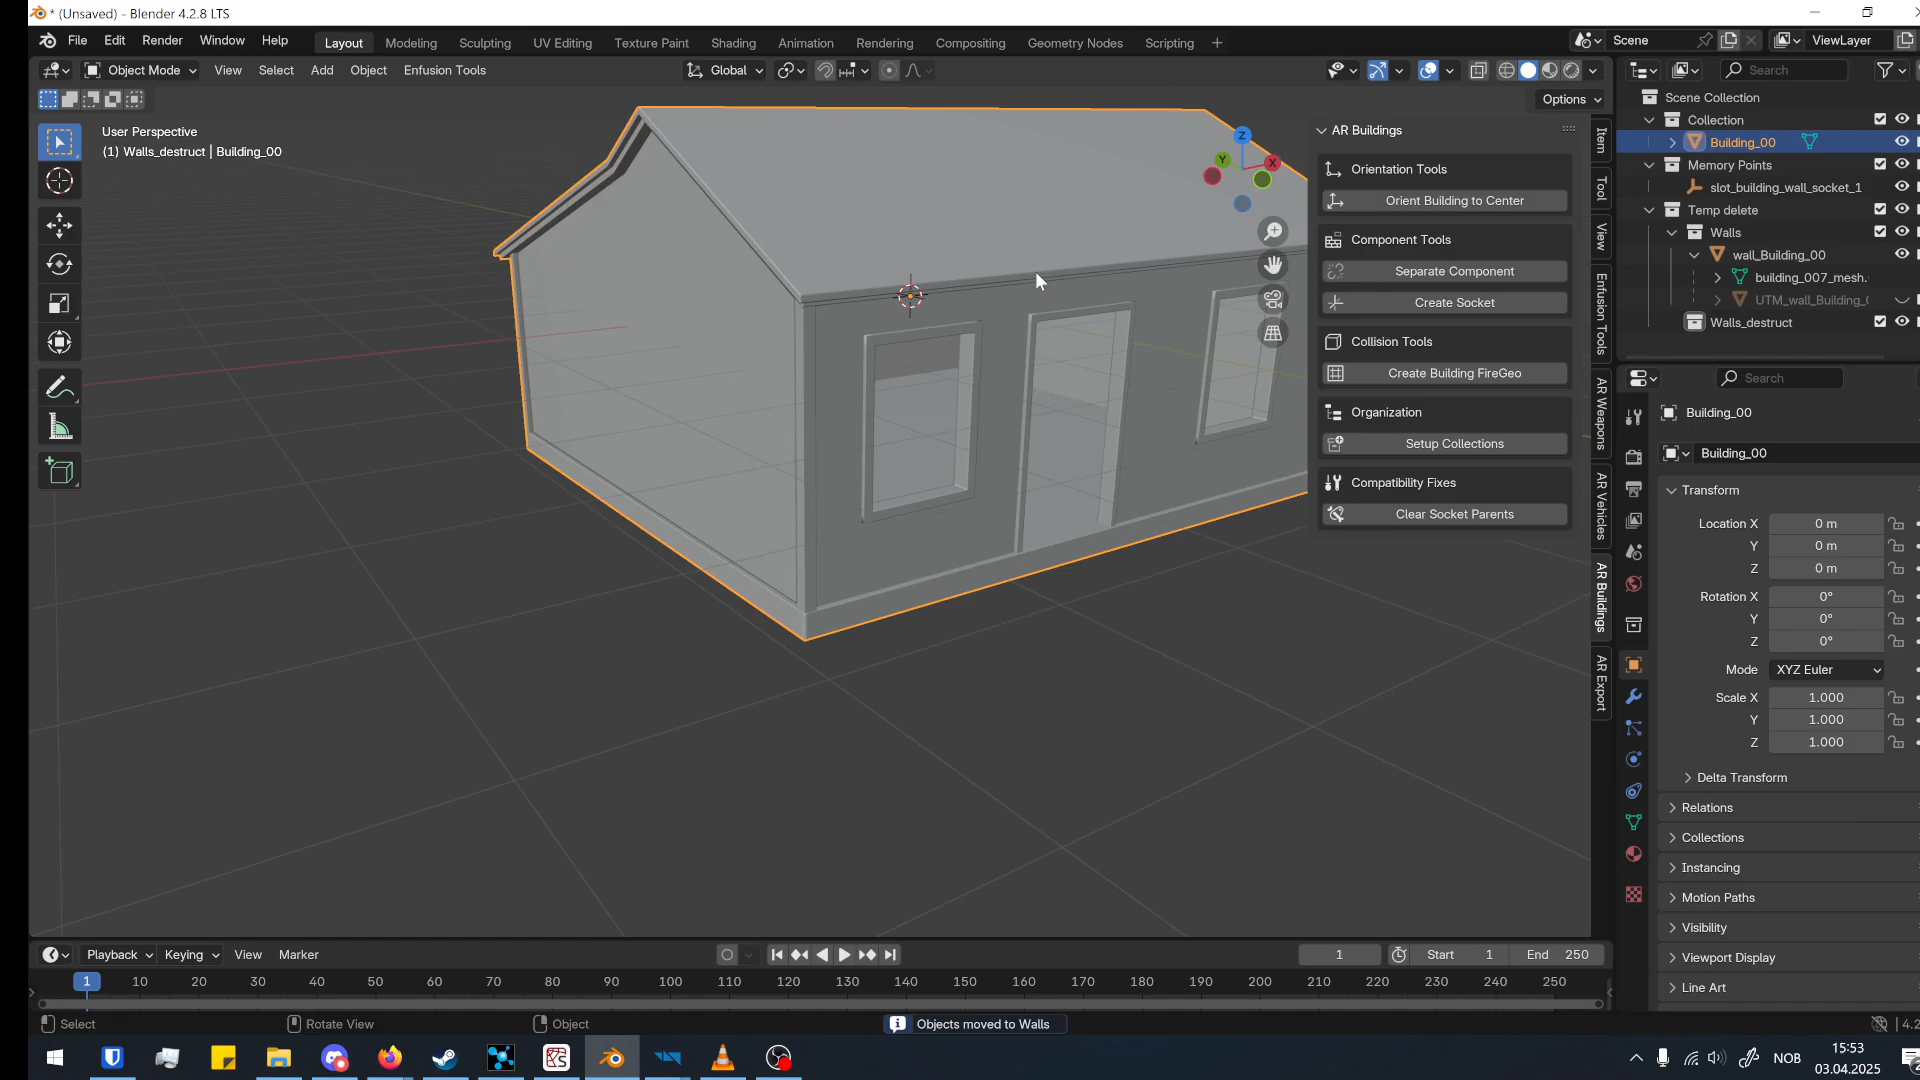 * (Unsaved) - Blender 4.2.8 LTS
File Edit Render Window Help Layout Modeling Sculpting UV Editing Texture Paint Shading Animation Rendering Compositing Geometry Nodes Scripting + Scene ViewLayer
Object Mode View Select Add Object Enfusion Tools Global Search
Options
User Perspective
(1) Walls_destruct | Building_00
Z
Y
X
AR Buildings
Orientation Tools
Orient Building to Center
Component Tools
Separate Component
Create Socket
Collision Tools
Create Building FireGeo
Organization
Setup Collections
Compatibility Fixes
Clear Socket Parents
Item
Tool
View
Enfusion Tools
AR Weapons
AR Vehicles
AR Buildings
AR Export
Scene Collection
Collection
Building_00
Memory Points
slot_building_wall_socket_1
Temp delete
Walls
wall_Building_00
building_007_mesh.
UTM_wall_Building_
Walls_destruct
Search
Building_00
Building_00
Transform
Location X 0 m
Y 0 m
Z 0 m
Rotation X 0°
Y 0°
Z 0°
Mode XYZ Euler
Scale X 1.000
Y 1.000
Z 1.000
Delta Transform
Relations
Collections
Instancing
Motion Paths
Visibility
Viewport Display
Line Art
Playback Keying View Marker 1 Start 1 End 250
1 10 20 30 40 50 60 70 80 90 100 110 120 130 140 150 160 170 180 190 200 210 220 230 240 250
Select Rotate View Object Objects moved to Walls 4.2
NOB
15:53
03.04.2025